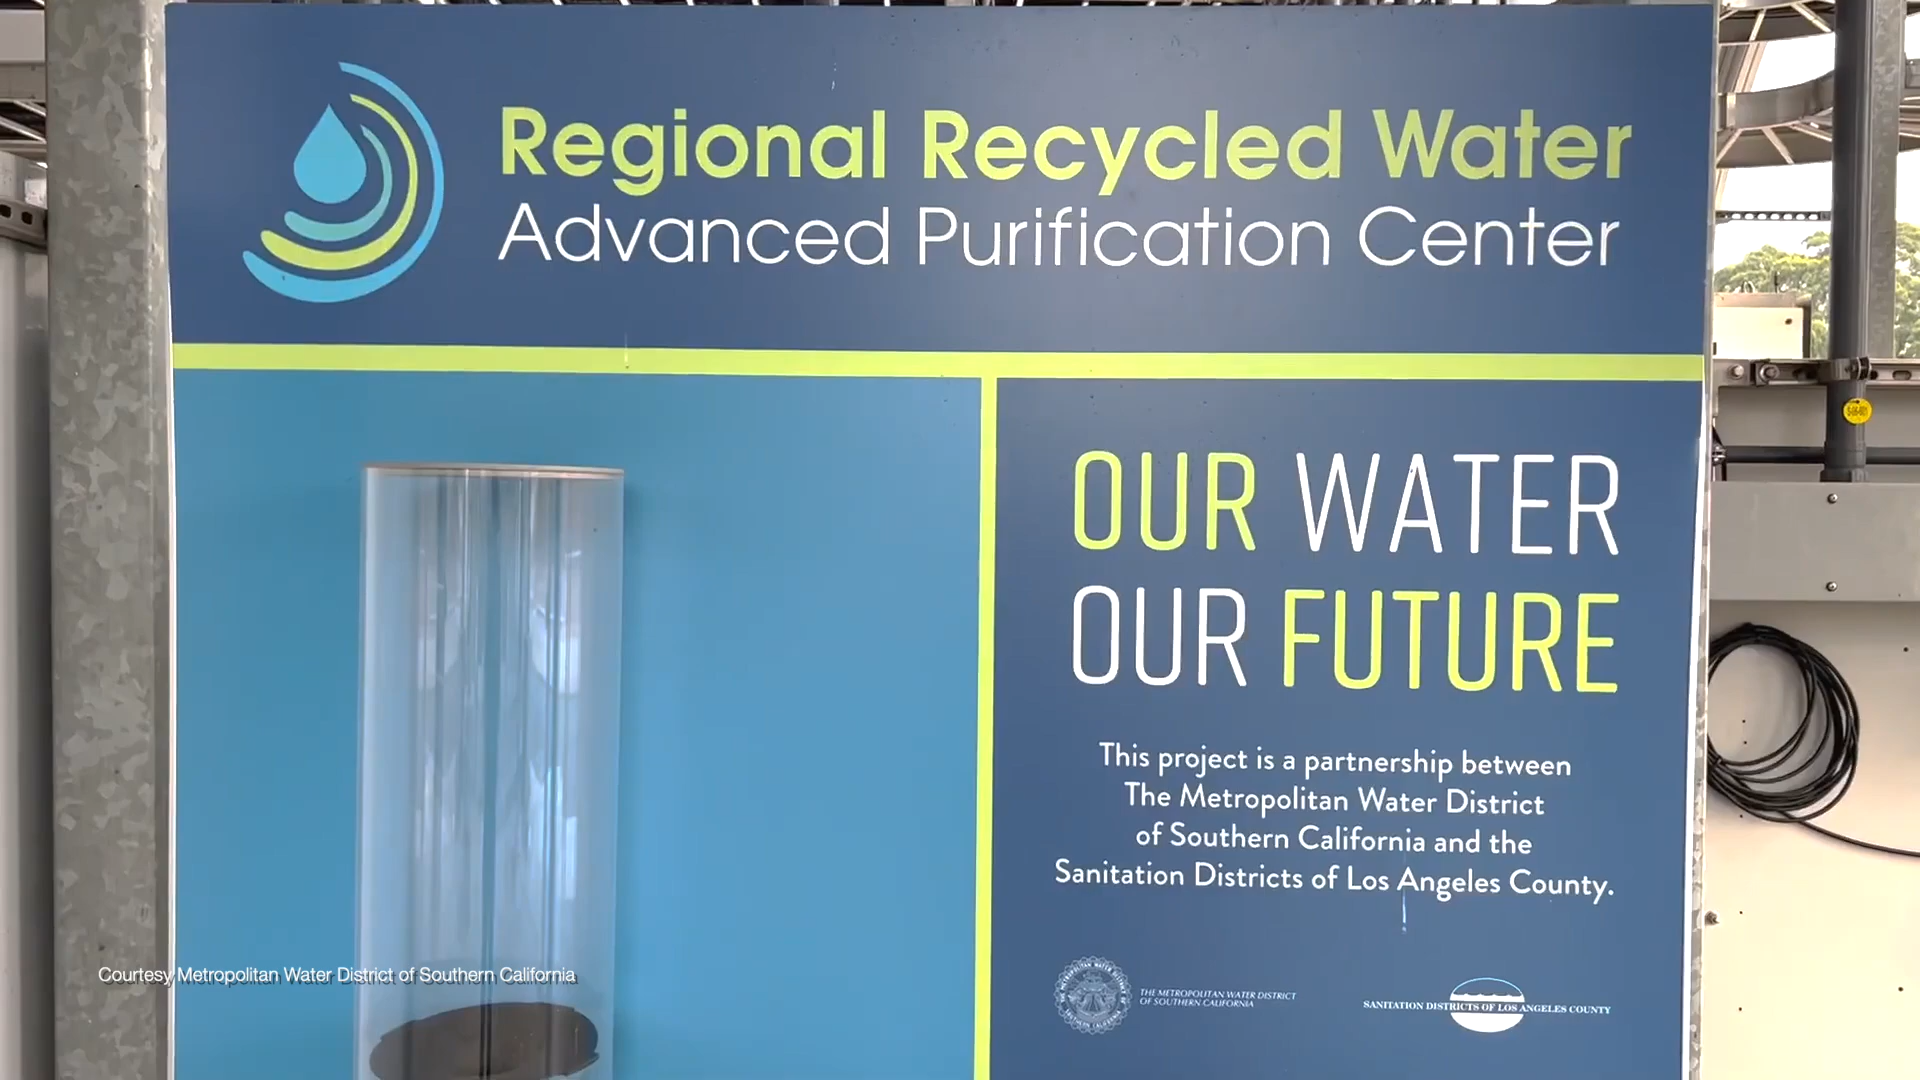 Regional Recycled Water
Advanced Purification Center
OUR WATER
OUR FUTURE
This project is a partnership between
The Metropolitan Water District
of Southern California and the
Sanitation Districts of Los Angeles County.
THE METROPOLITAN WATER DISTRICT
OF SOUTHERN CALIFORNIA
SANITATION DISTRICTS OF LOS ANGELES COUNTY
Courtesy Metropolitan Water District of Southern California